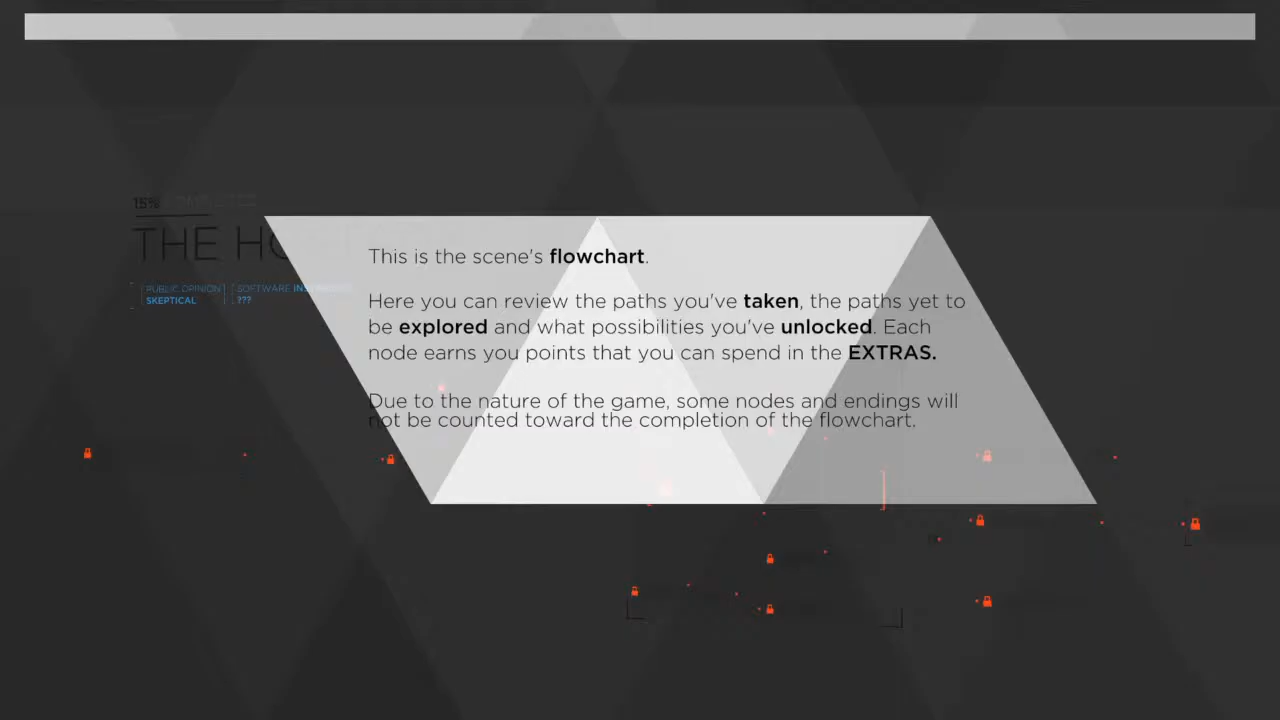 15% COMPLETED
THE HO
PUBLIC OPINION
SKEPTICAL
SOFTWARE
???
This is the scene's flowchart.
Here you can review the paths you've taken, the paths yet to
be explored and what possibilities you've unlocked. Each
node earns you points that you can spend in the EXTRAS.
Due to the nature of the game, some nodes and endings will
not be counted toward the completion of the flowchart.